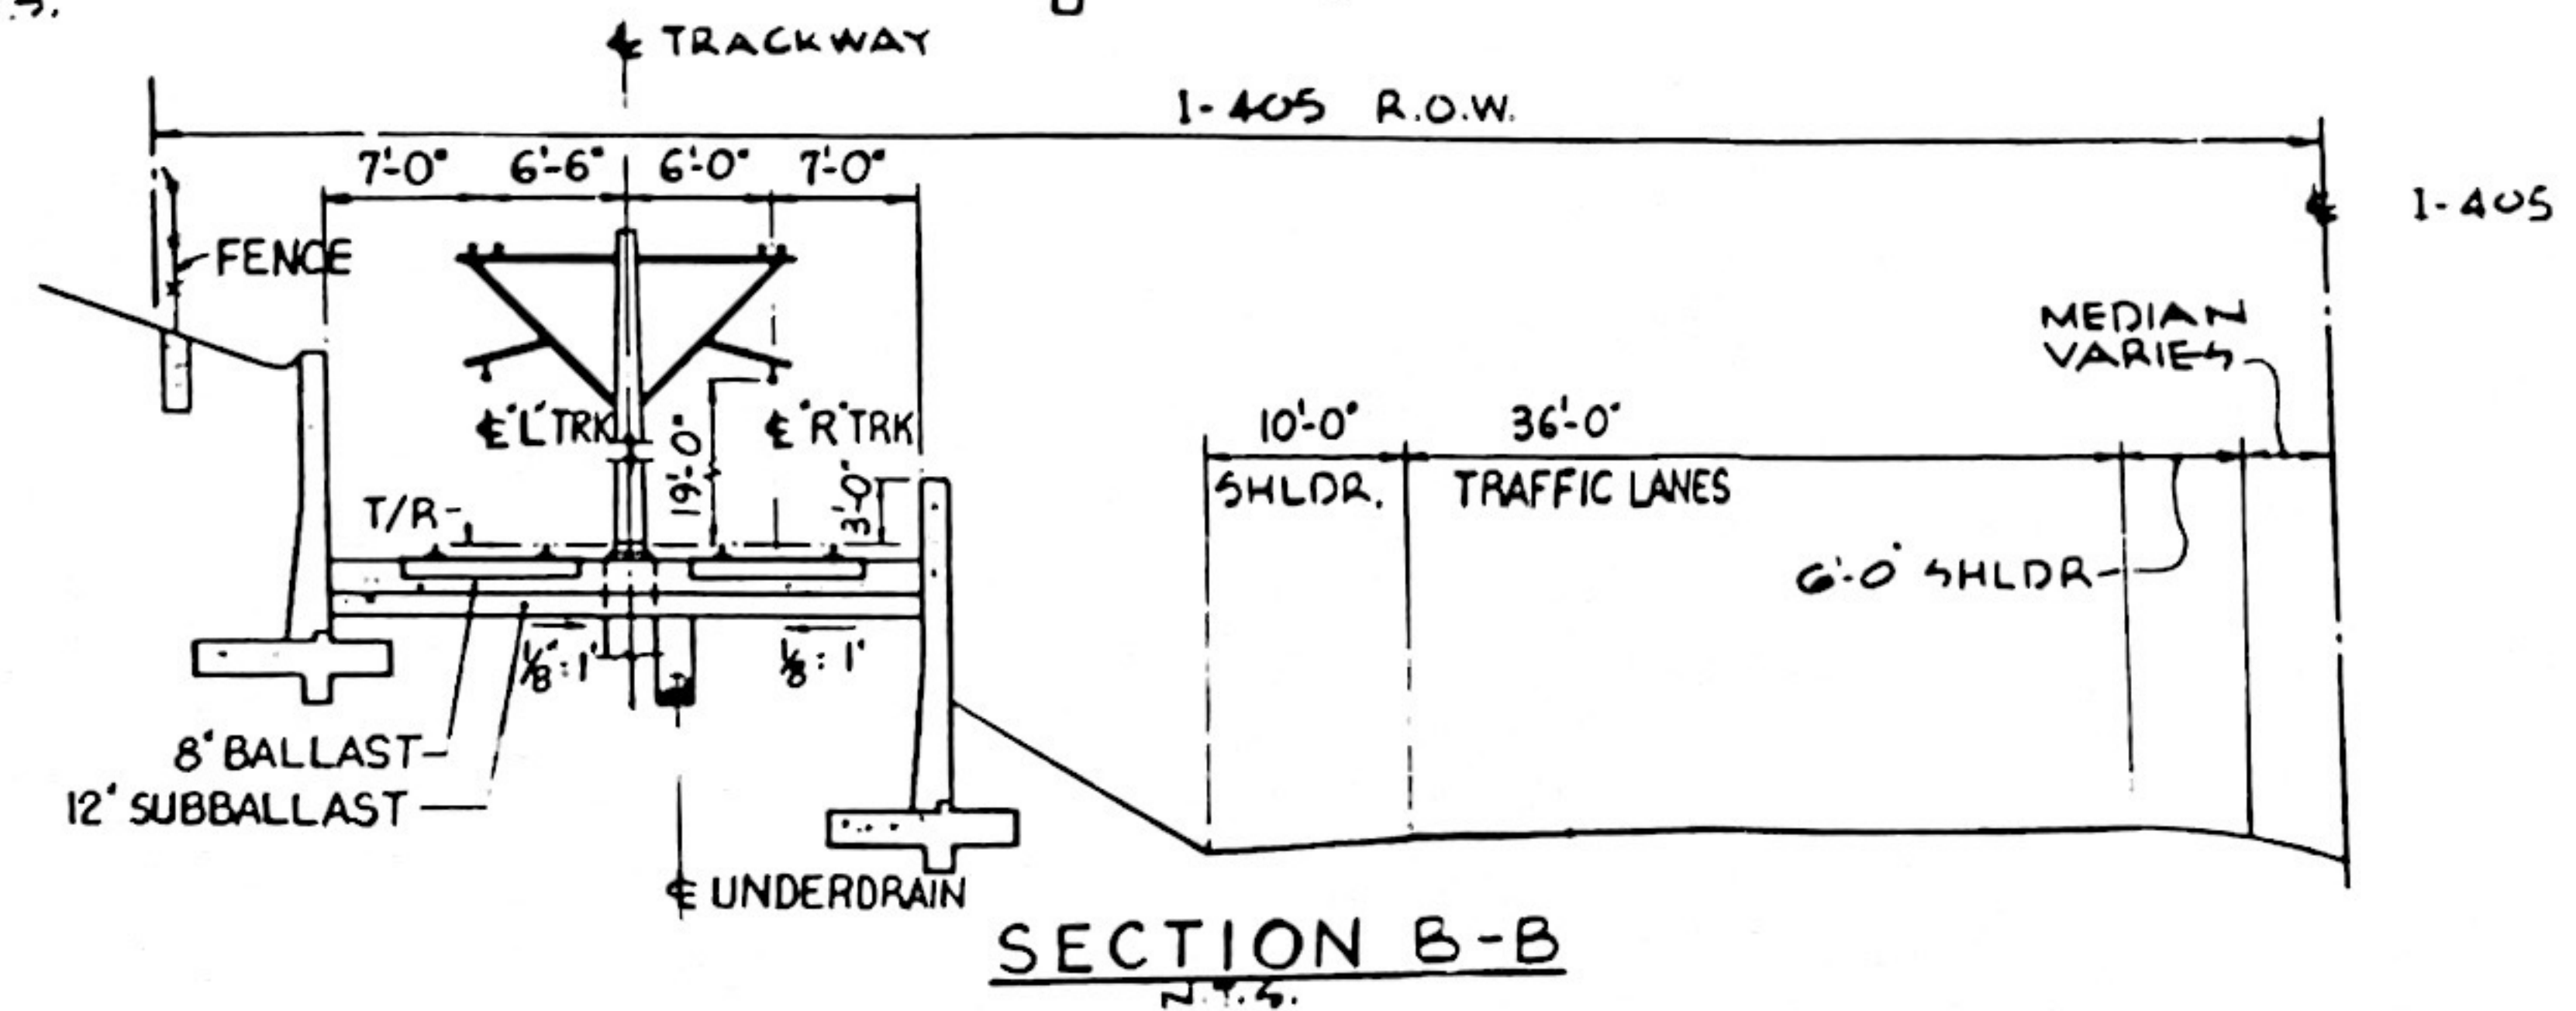 ℄ TRACKWAY
I-405 R.O.W.
7'-0" 6'-6" 6'-0" 7'-0"
℄ I-405
FENCE
MEDIAN
VARIES
℄ "L" TRK
19'-0"
℄ "R" TRK
10'-0" 36'-0"
SHLDR. TRAFFIC LANES
T/R
3'-0"
6'-0" SHLDR
1/8" : 1' 1/8 : 1'
8" BALLAST
12" SUBBALLAST
℄ UNDERDRAIN
SECTION B-B
N.T.S.